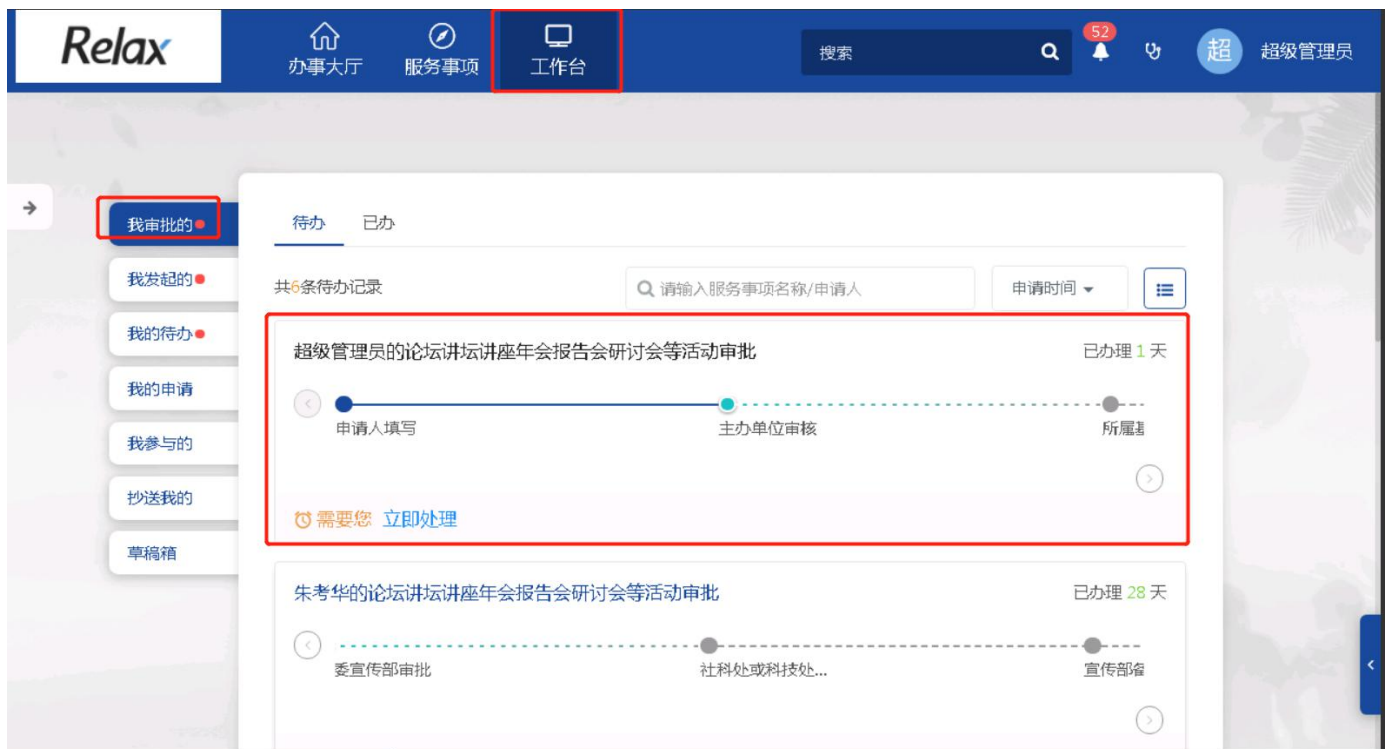 Relax
办事大厅
服务事项
工作台
搜索
52
超
超级管理员
我审批的
我发起的
我的待办
我的申请
我参与的
抄送我的
草稿箱
待办 已办
共6条待办记录
请输入服务事项名称/申请人
申请时间
超级管理员的论坛讲坛讲座年会报告会研讨会等活动审批
已办理 1 天
申请人填写
主办单位审核
所属
需要您 立即处理
朱考华的论坛讲坛讲座年会报告会研讨会等活动审批
已办理 28 天
委宣传部审批
社科处或科技处...
宣传部